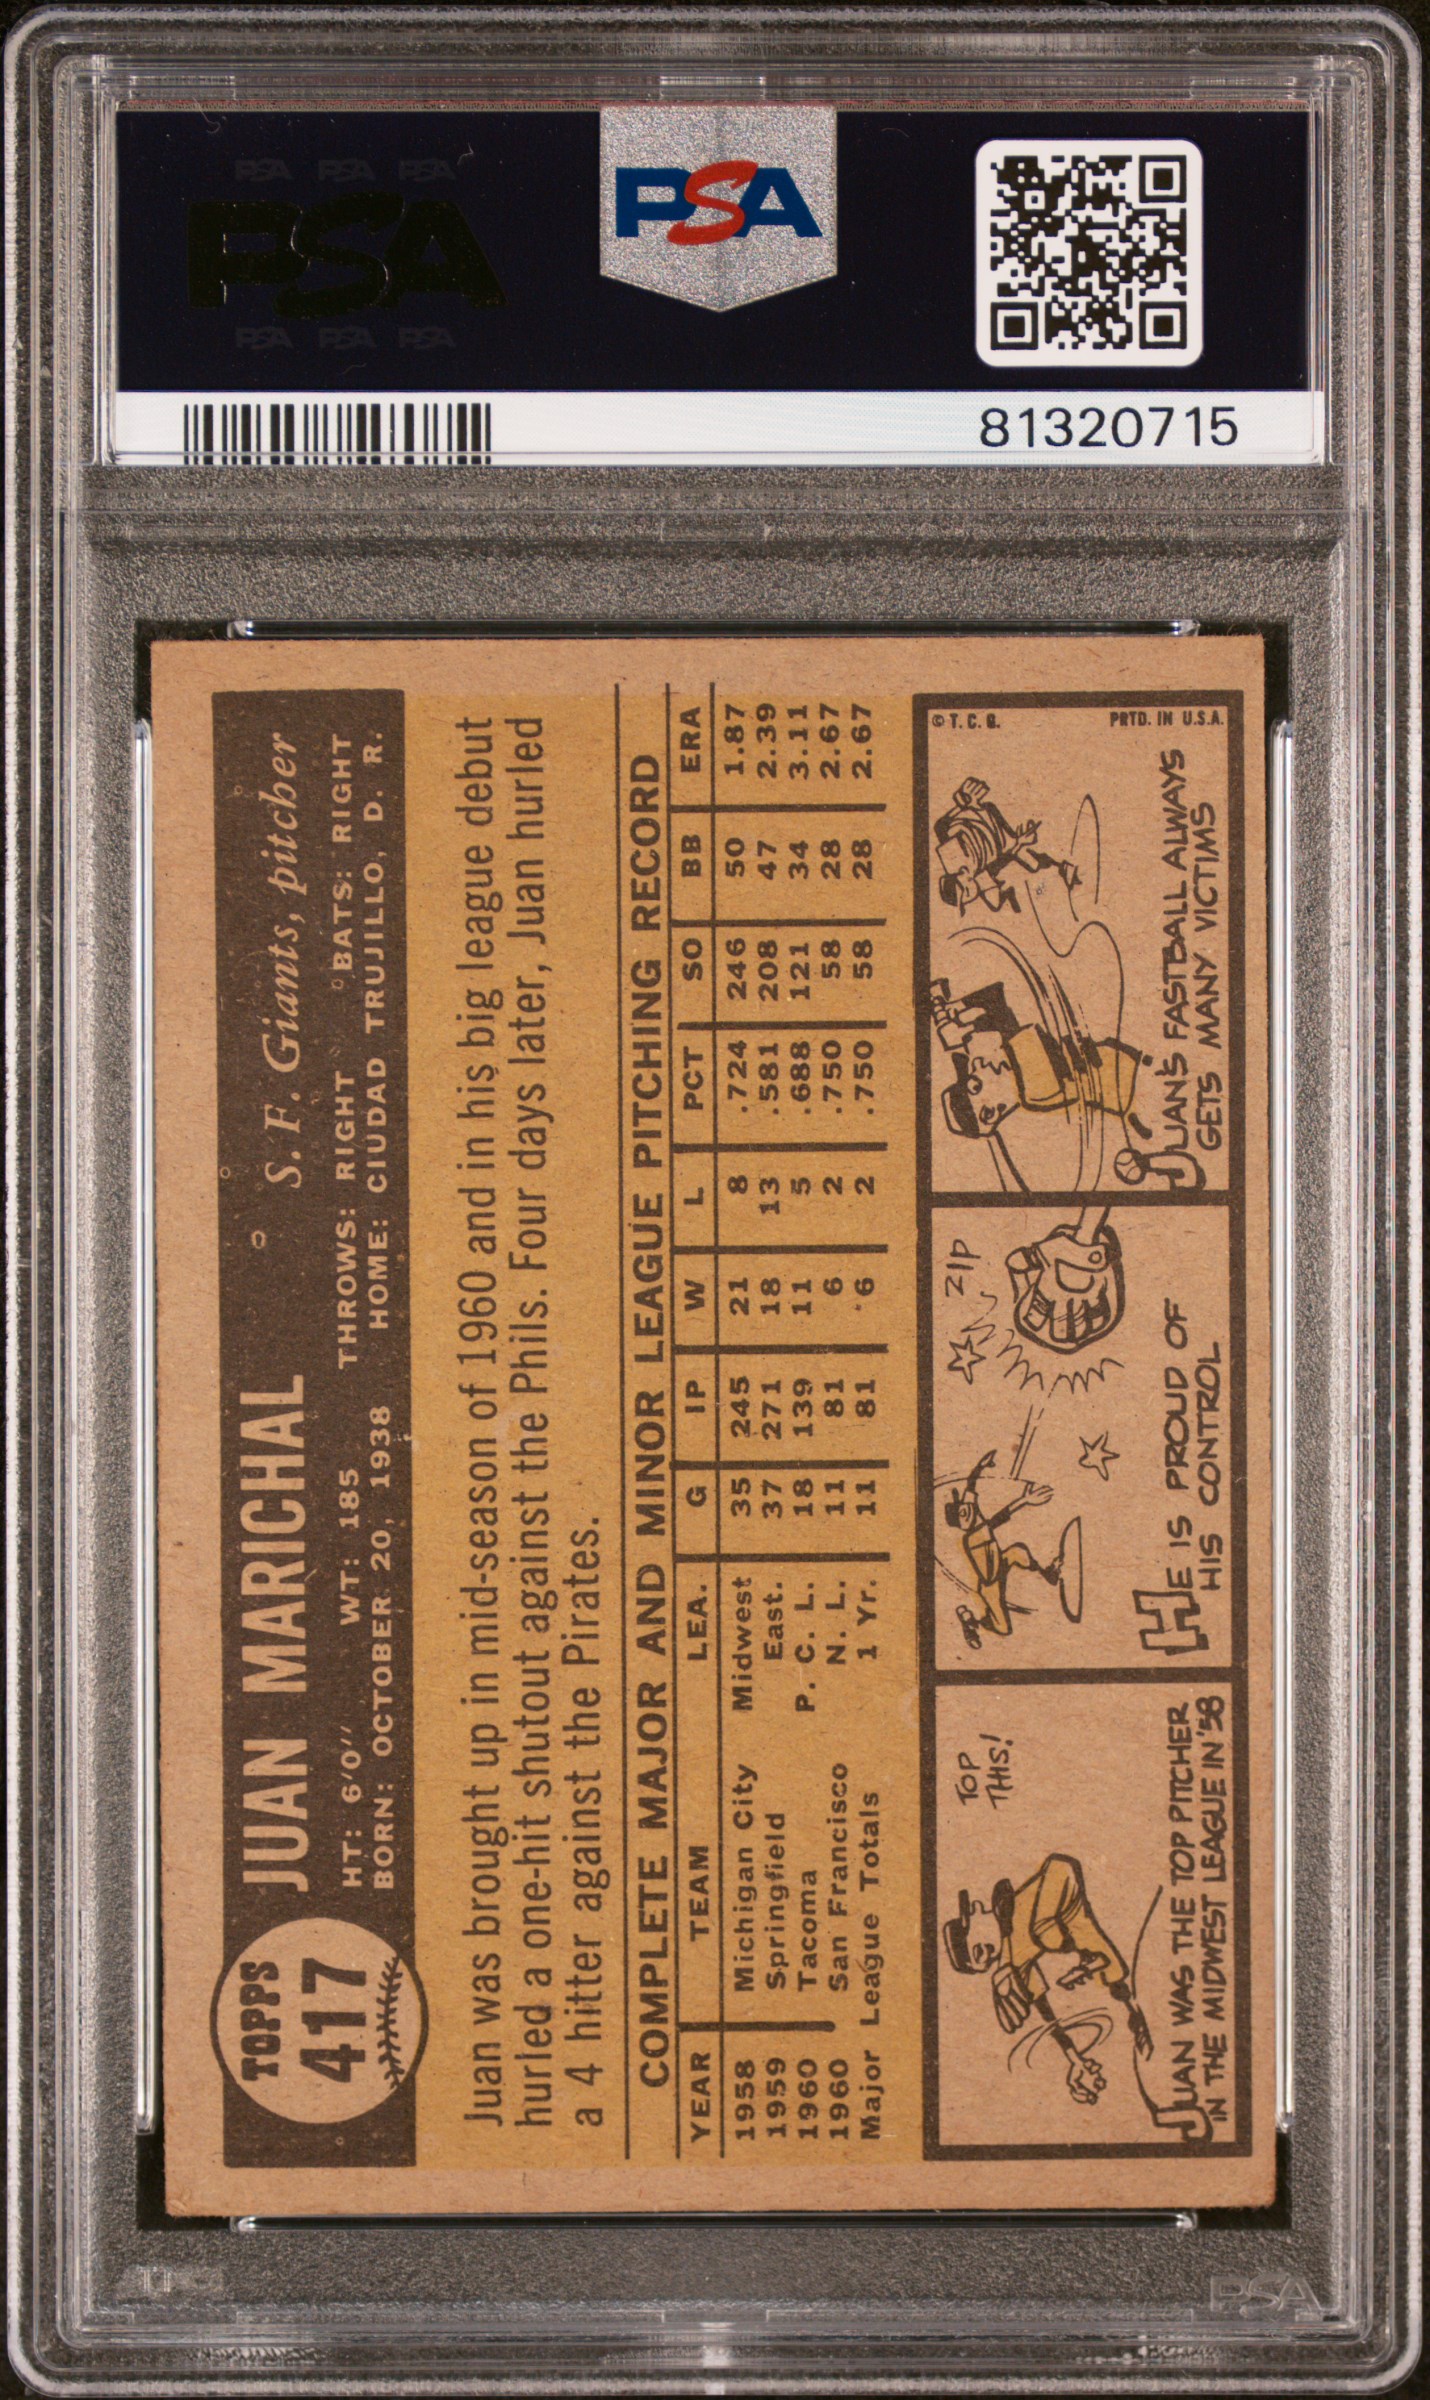 PSA PSA PSA
PSA
PSA PSA PSA
PSA
81320715
TOPPS
417
JUAN MARICHAL
S. F. Giants, pitcher
HT: 6'0" WT: 185 THROWS: RIGHT BATS: RIGHT
BORN: OCTOBER 20, 1938 HOME: CIUDAD TRUJILLO, D. R.
Juan was brought up in mid-season of 1960 and in his big league debut
hurled a one-hit shutout against the Phils. Four days later, Juan hurled
a 4 hitter against the Pirates.
COMPLETE MAJOR AND MINOR LEAGUE PITCHING RECORD
YEAR TEAM LEA. G IP W L PCT SO BB ERA
1958 Michigan City Midwest 35 245 21 8 .724 246 50 1.87
1959 Springfield East. 37 271 18 13 .581 208 47 2.39
1960 Tacoma P. C. L. 18 139 11 5 .688 121 34 3.11
1960 San Francisco N. L. 11 81 6 2 .750 58 28 2.67
Major League Totals 1 Yr. 11 81 6 2 .750 58 28 2.67
TOP
THIS!
JUAN WAS THE TOP PITCHER
IN THE MIDWEST LEAGUE IN '58
ZIP
HE IS PROUD OF
HIS CONTROL
© T. C. G. PRTD. IN U.S.A.
JUAN'S FASTBALL ALWAYS
GETS MANY VICTIMS
PSA